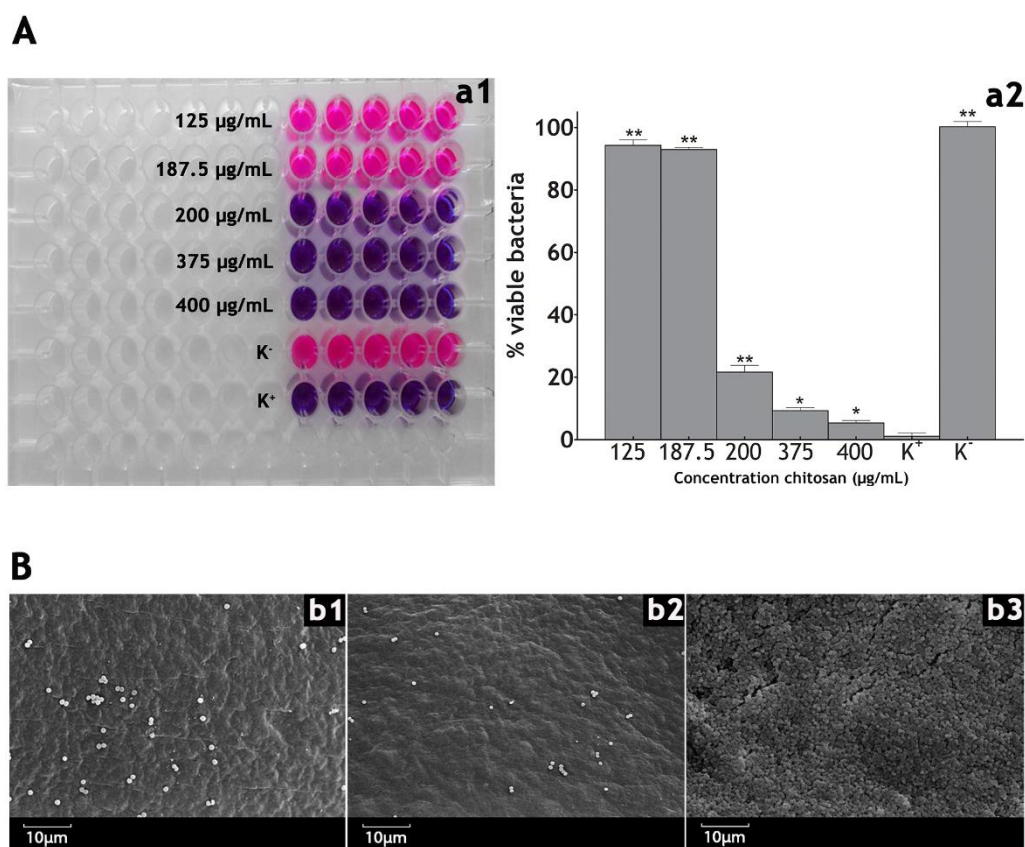 A
a1
125 µg/mL
187.5 µg/mL
200 µg/mL
375 µg/mL
400 µg/mL
K⁻
K⁺
a2
% viable bacteria
100
80
60
40
20
0
** ** ** * * **
125 187.5 200 375 400 K⁺ K⁻
Concentration chitosan (µg/mL)
B
b1
10µm
b2
10µm
b3
10µm